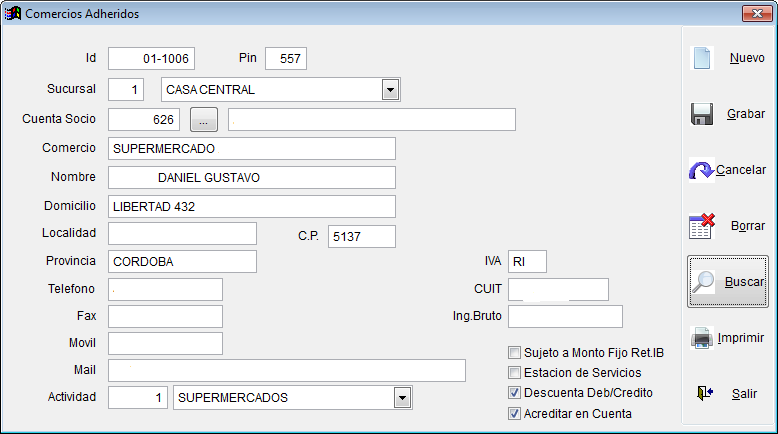 Comercios Adheridos
Id 01-1006 Pin 557
Sucursal 1 CASA CENTRAL
Cuenta Socio 626 ...
Comercio SUPERMERCADO
Nombre DANIEL GUSTAVO
Domicilio LIBERTAD 432
Localidad C.P. 5137
Provincia CORDOBA IVA RI
Telefono CUIT
Fax Ing.Bruto
Movil
Mail
Actividad 1 SUPERMERCADOS
Sujeto a Monto Fijo Ret.IB
Estacion de Servicios
Descuenta Deb/Credito
Acreditar en Cuenta
Nuevo
Grabar
Cancelar
Borrar
Buscar
Imprimir
Salir